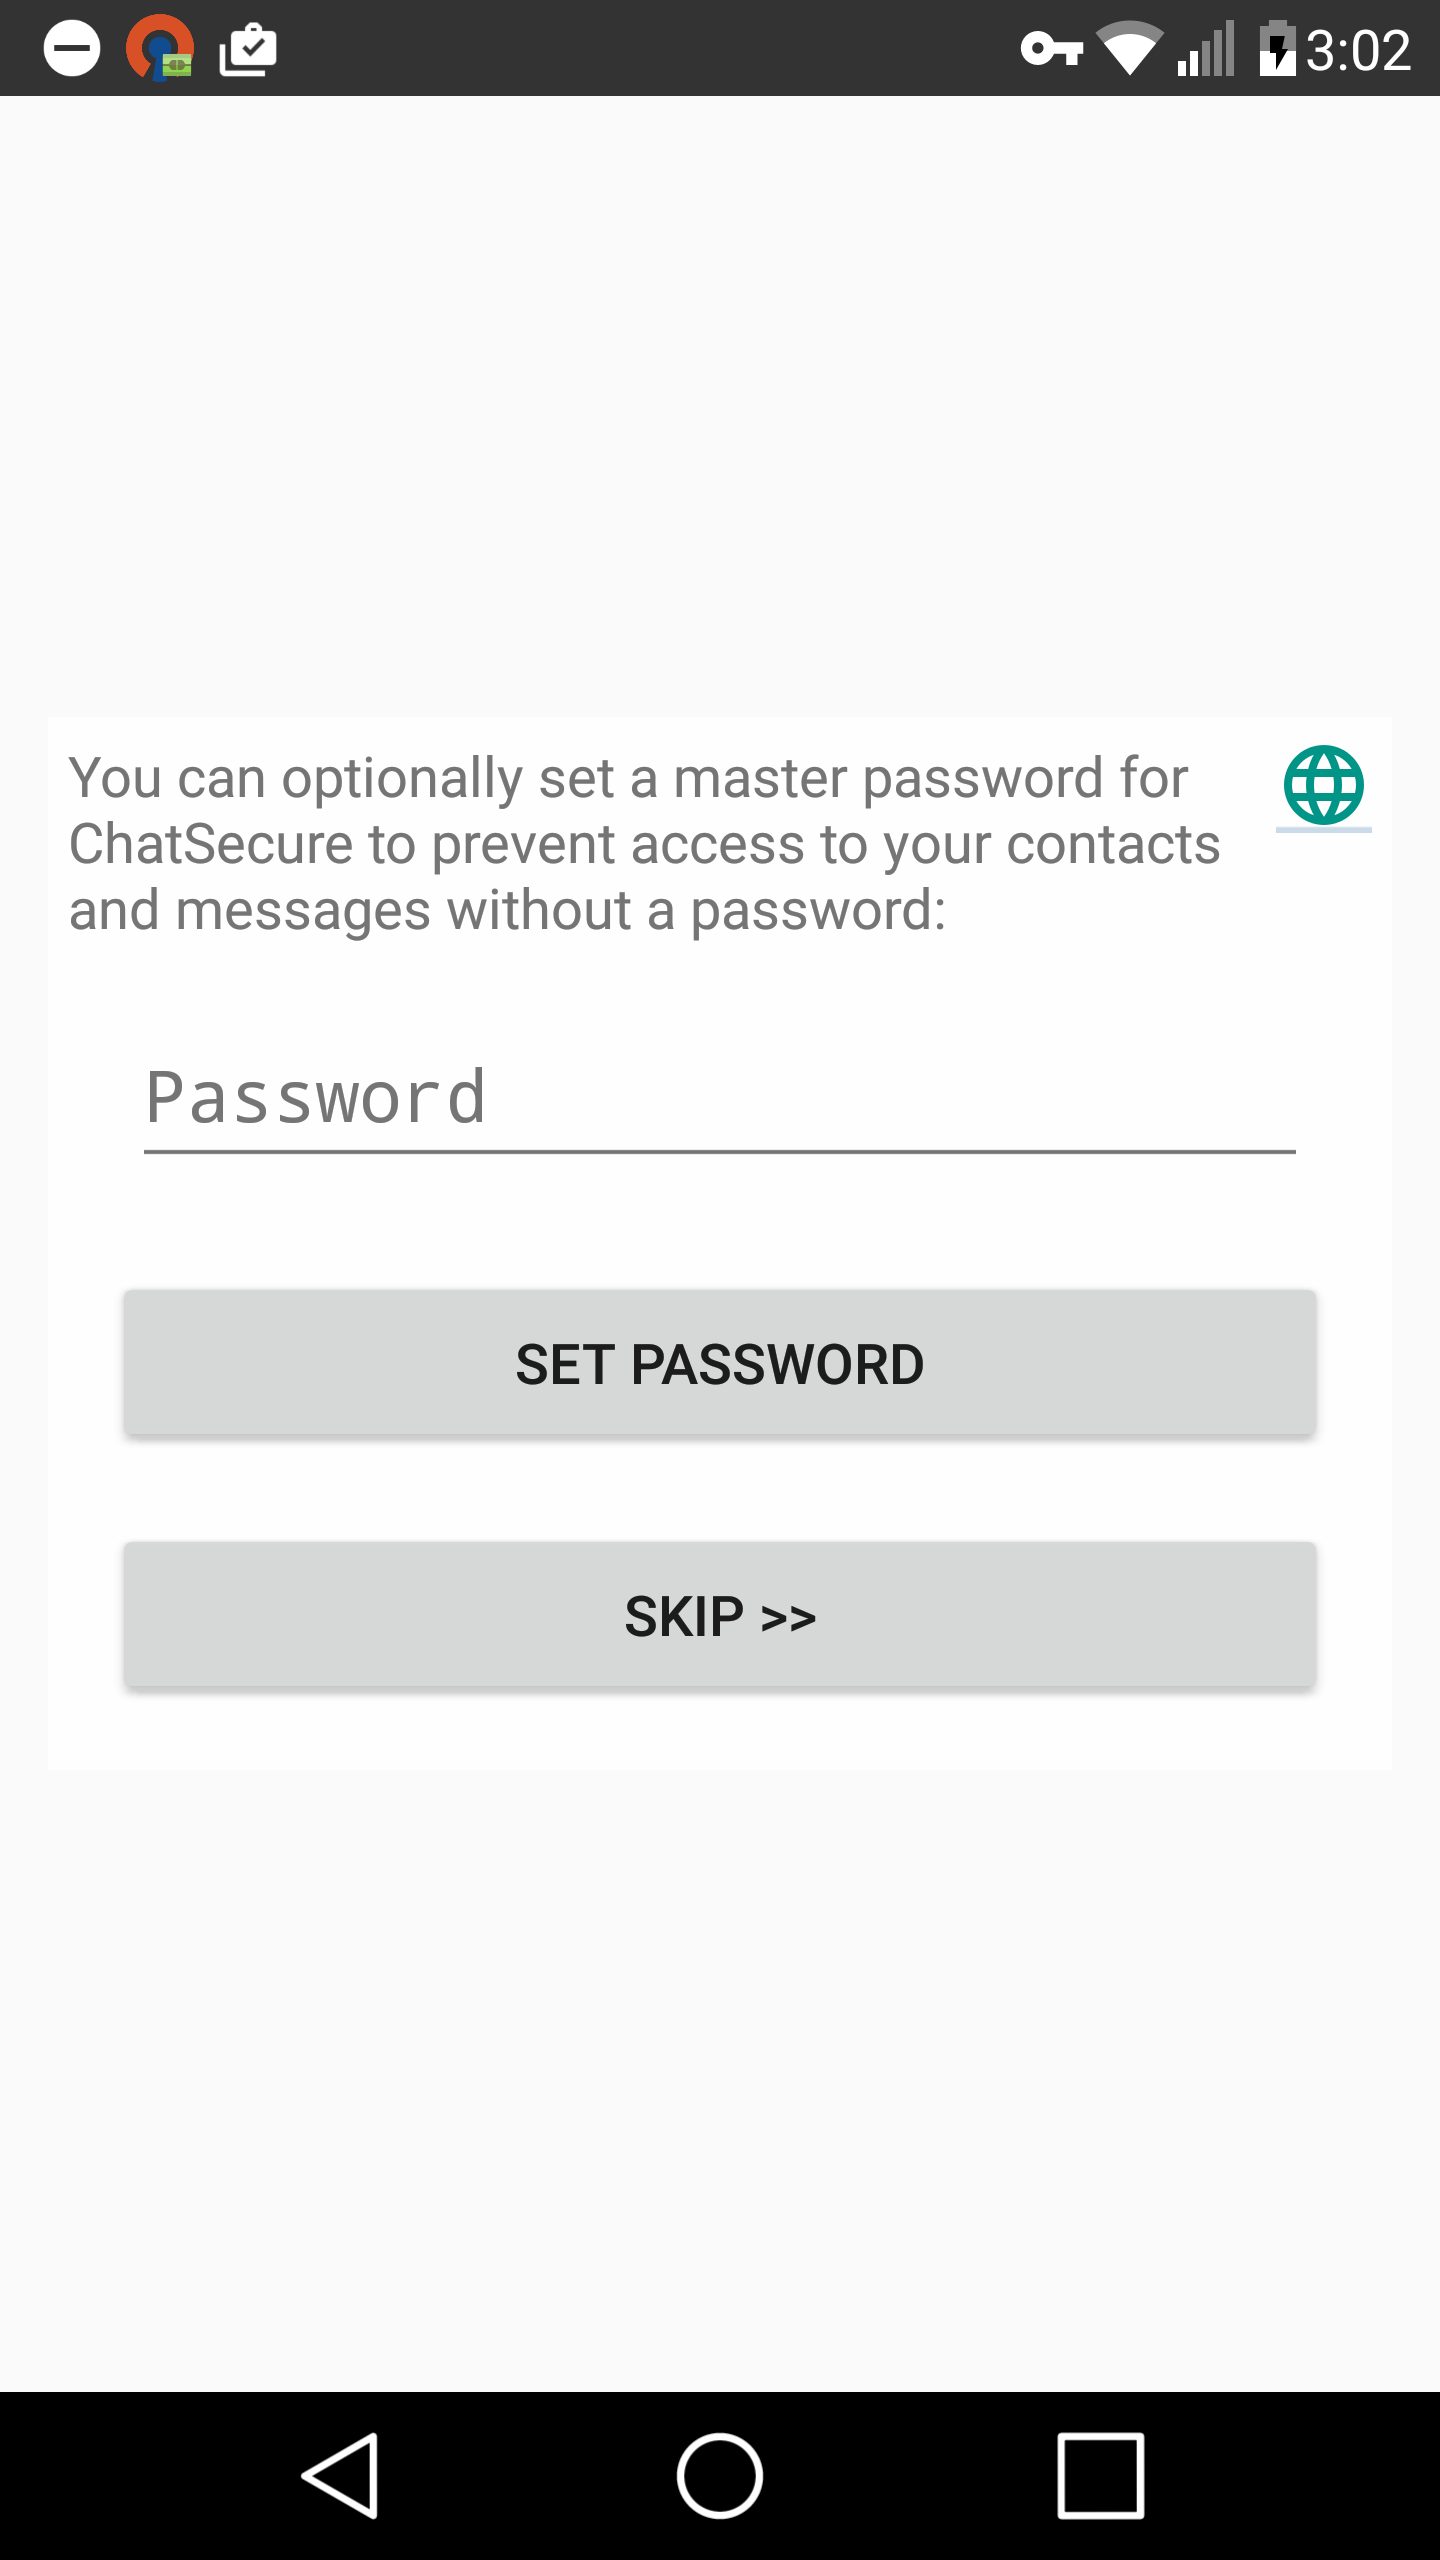 3:02
You can optionally set a master password for
ChatSecure to prevent access to your contacts
and messages without a password:
Password
SET PASSWORD
SKIP >>